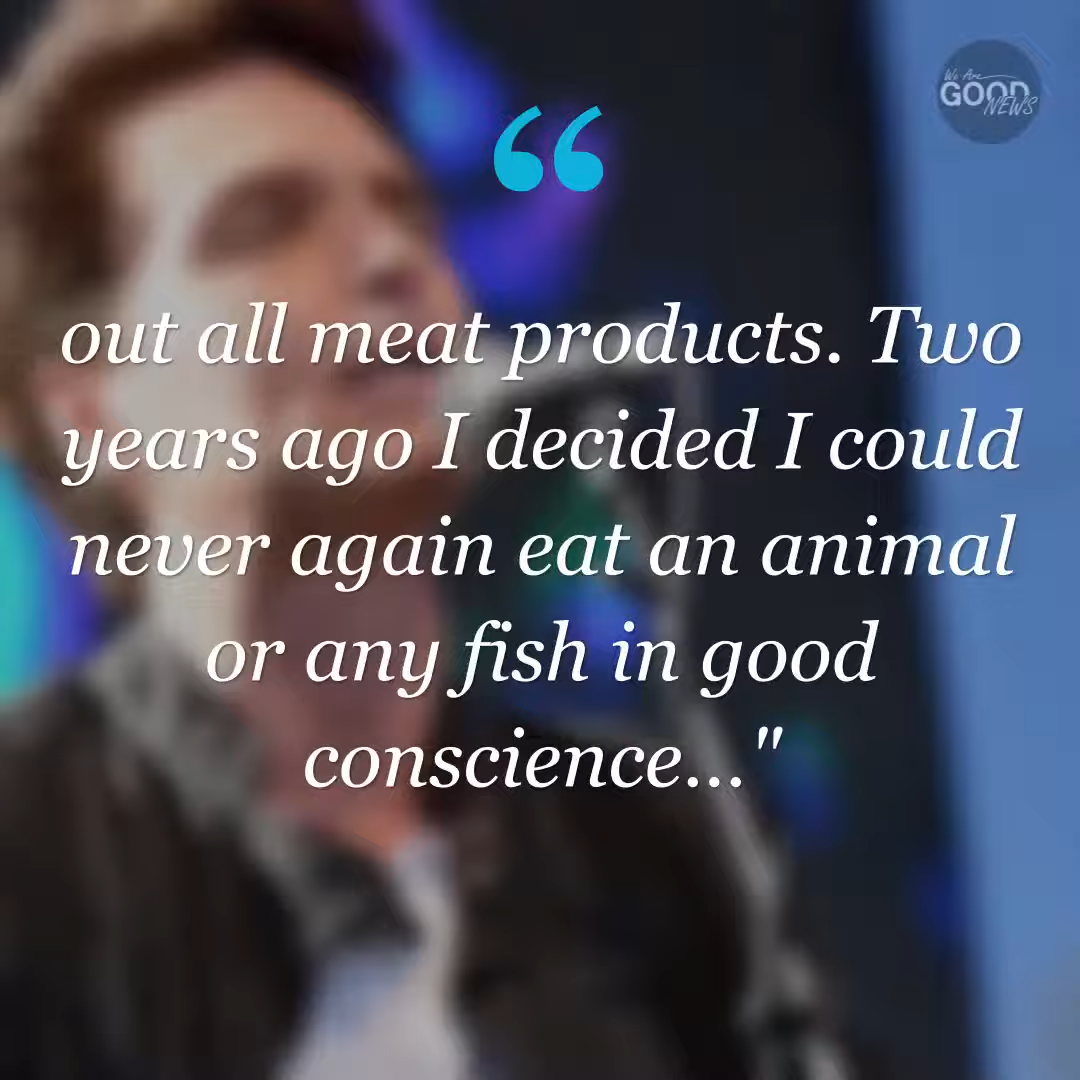 We Are
GOOD
NEWS
“
out all meat products. Two
years ago I decided I could
never again eat an animal
or any fish in good
conscience..."